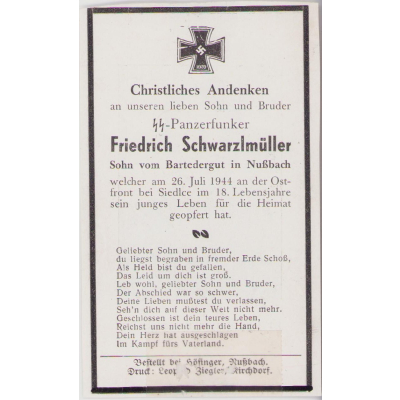 Christliches Andenken
an unseren lieben Sohn und Bruder
SS-Panzerfunker
Friedrich Schwarzlmüller
Sohn vom Bartedergut in Nußbach
welcher am 26. Juli 1944 an der Ost-
front bei Siedlce im 18. Lebensjahre
sein junges Leben für die Heimat
geopfert hat.
Geliebter Sohn und Bruder,
du liegst begraben in fremder Erde Schoß,
Als Held bist du gefallen,
Das Leid um dich ist groß.
Leb wohl, geliebter Sohn und Bruder,
Der Abschied war so schwer,
Deine Lieben mußtest du verlassen,
Seh'n dich auf dieser Welt nicht mehr.
Geschlossen ist dein teures Leben,
Reichst uns nicht mehr die Hand,
Dein Herz hat ausgeschlagen
Im Kampf fürs Vaterland.
Bestellt bei Höfinger, Nußbach.
Druck: Ziegler, Kirchdorf.